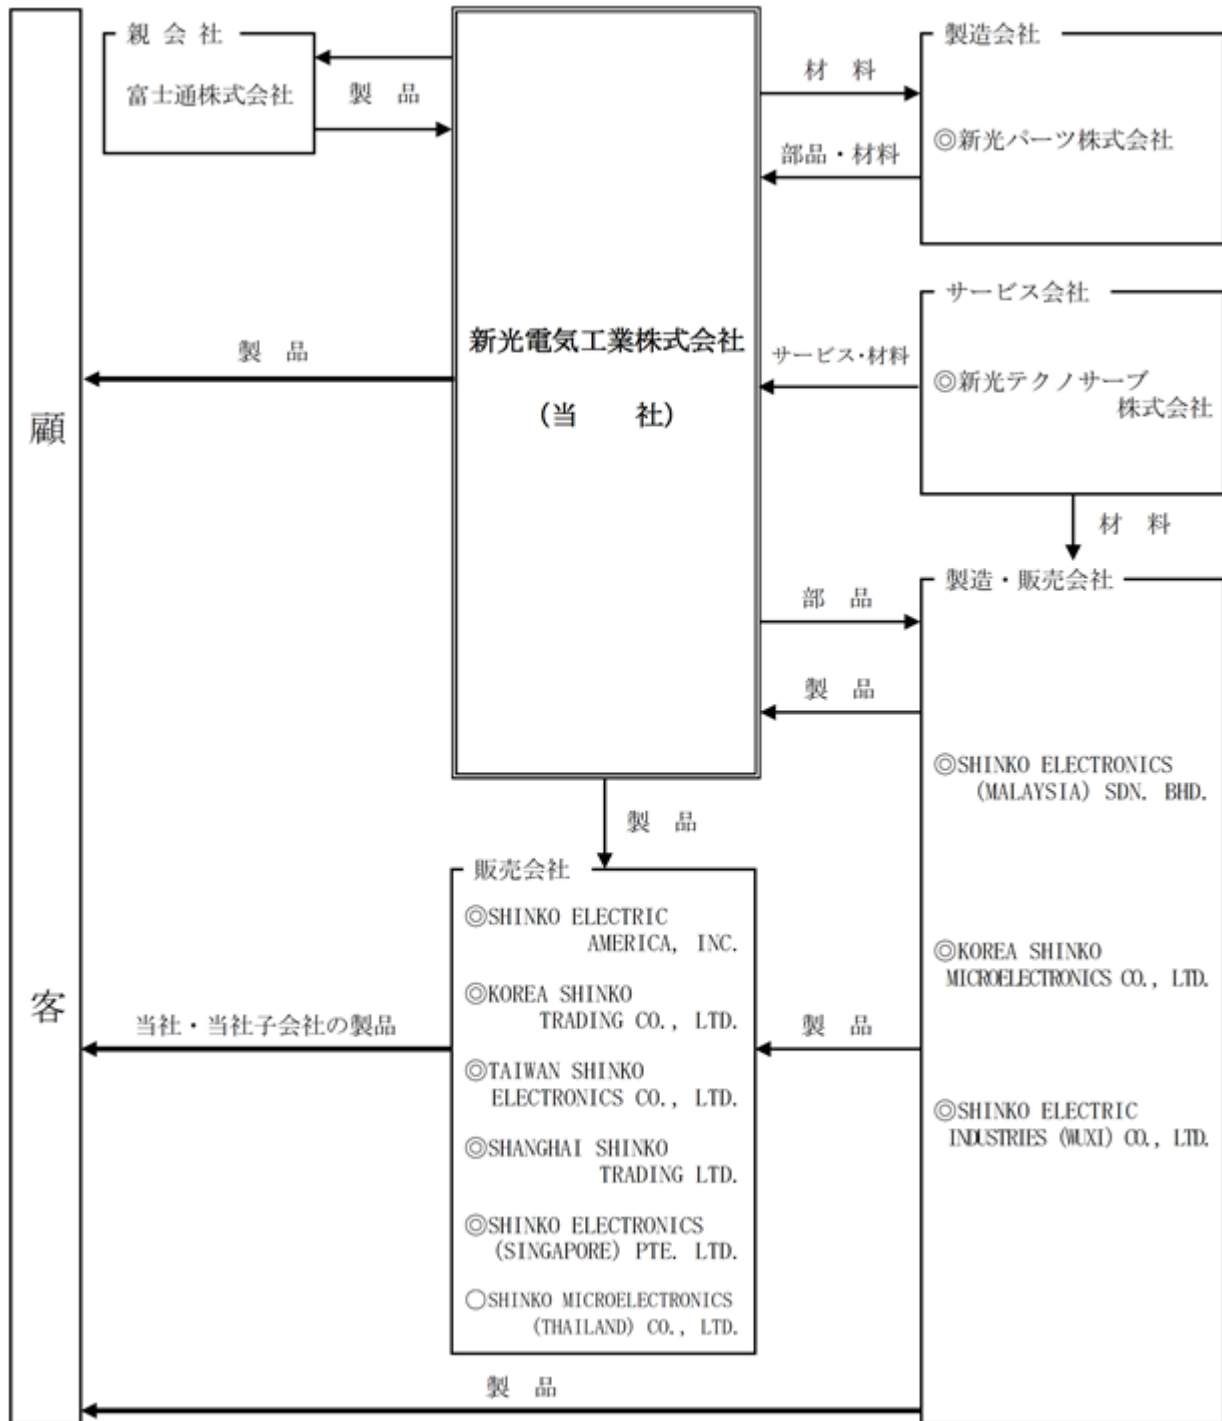 親 会 社
富士通株式会社
製 品
新光電気工業株式会社
(当 社)
材 料
部品・材料
製造会社
◎新光パーツ株式会社
サービス会社
◎新光テクノサーブ
株式会社
サービス・材料
材 料
製 品
顧
客
部 品
製 品
製造・販売会社
◎SHINKO ELECTRONICS
(MALAYSIA) SDN. BHD.
◎KOREA SHINKO
MICROELECTRONICS CO., LTD.
◎SHINKO ELECTRIC
INDUSTRIES (WUXI) CO., LTD.
製 品
販売会社
◎SHINKO ELECTRIC
AMERICA, INC.
◎KOREA SHINKO
TRADING CO., LTD.
◎TAIWAN SHINKO
ELECTRONICS CO., LTD.
◎SHANGHAI SHINKO
TRADING LTD.
◎SHINKO ELECTRONICS
(SINGAPORE) PTE. LTD.
○SHINKO MICROELECTRONICS
(THAILAND) CO., LTD.
当社・当社子会社の製品
製 品
製 品